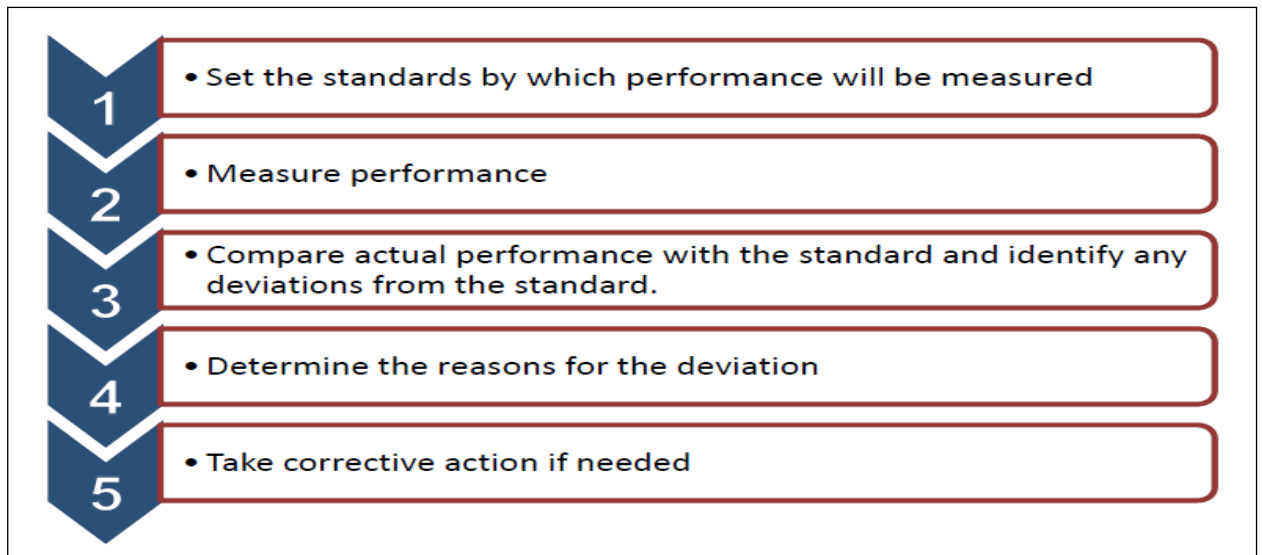 1
• Set the standards by which performance will be measured
2
• Measure performance
3
• Compare actual performance with the standard and identify any
deviations from the standard.
4
• Determine the reasons for the deviation
5
• Take corrective action if needed